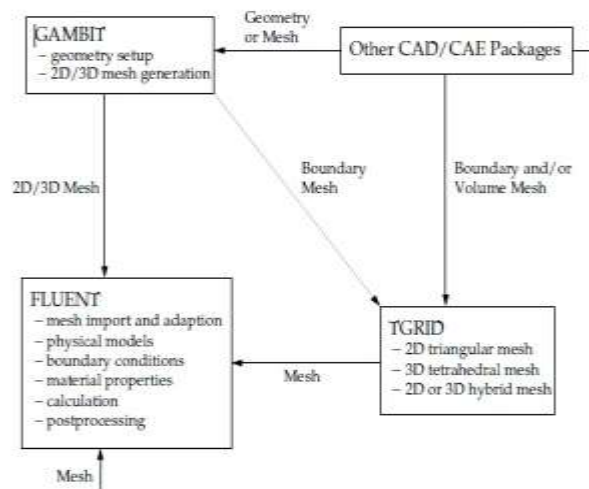 GAMBIT
– geometry setup
– 2D/3D mesh generation
Geometry
or Mesh
Other CAD/CAE Packages
2D/3D Mesh
Boundary
Mesh
Boundary and/or
Volume Mesh
FLUENT
– mesh import and adaption
– physical models
– boundary conditions
– material properties
– calculation
– postprocessing
Mesh
TGRID
– 2D triangular mesh
– 3D tetrahedral mesh
– 2D or 3D hybrid mesh
Mesh